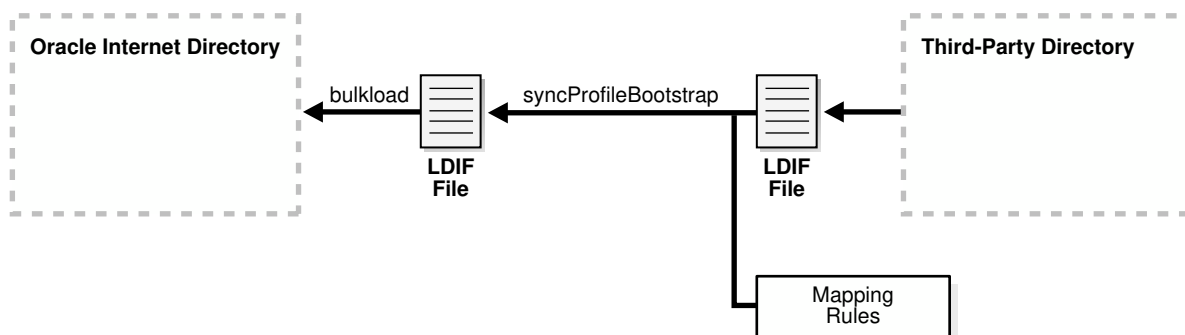 Oracle Internet Directory
Third-Party Directory
bulkload
syncProfileBootstrap
LDIF
File
LDIF
File
Mapping
Rules